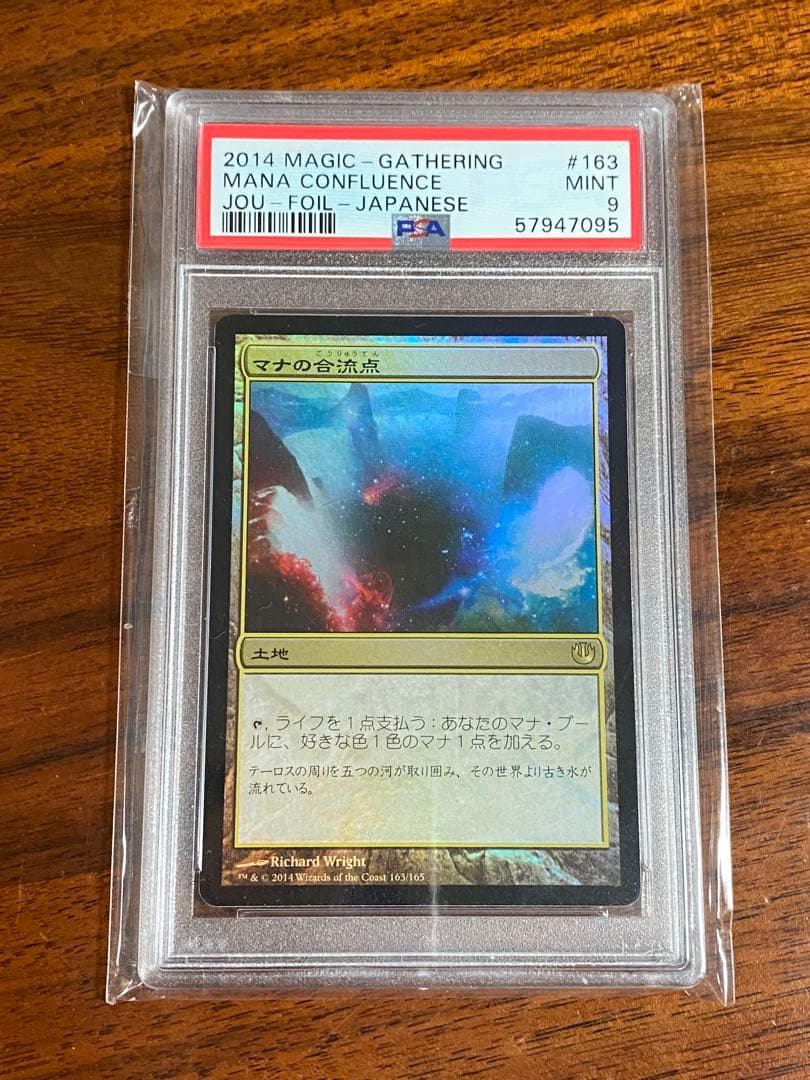 2014 MAGIC - GATHERING #163
MANA CONFLUENCE MINT
JOU - FOIL - JAPANESE 9
PSA 57947095
ごうりゅうてん
マナの合流点
土地
, ライフを1点支払う:あなたのマナ・プー
ルに、好きな色1色のマナ1点を加える。
テーロスの周りを五つの河が取り囲み、その世界より古き水が
流れている。
Richard Wright
™ & © 2014 Wizards of the Coast 163/165